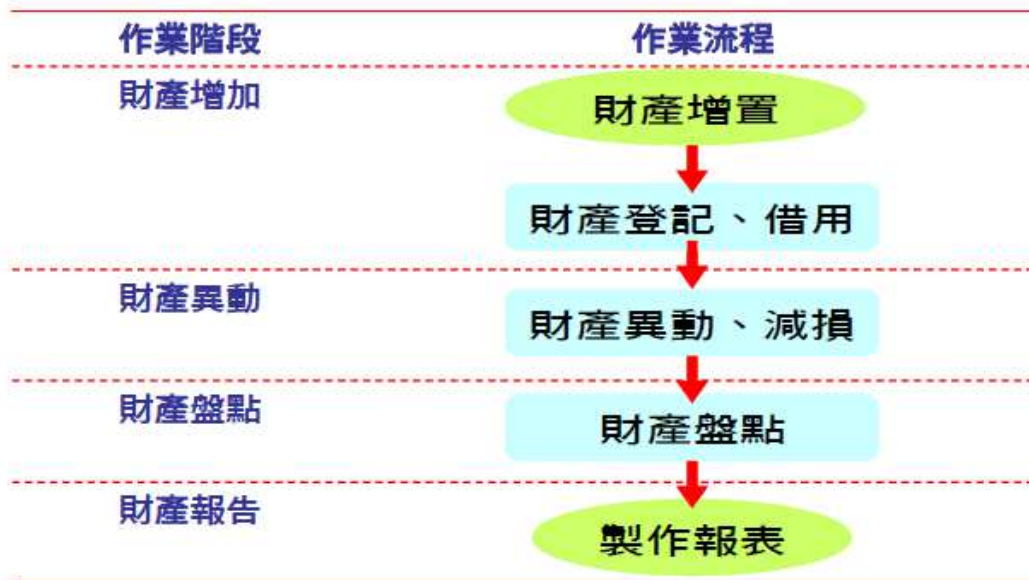 作業階段 作業流程
財產增加
財產增置
財產登記、借用
財產異動
財產異動、減損
財產盤點
財產盤點
財產報告
製作報表